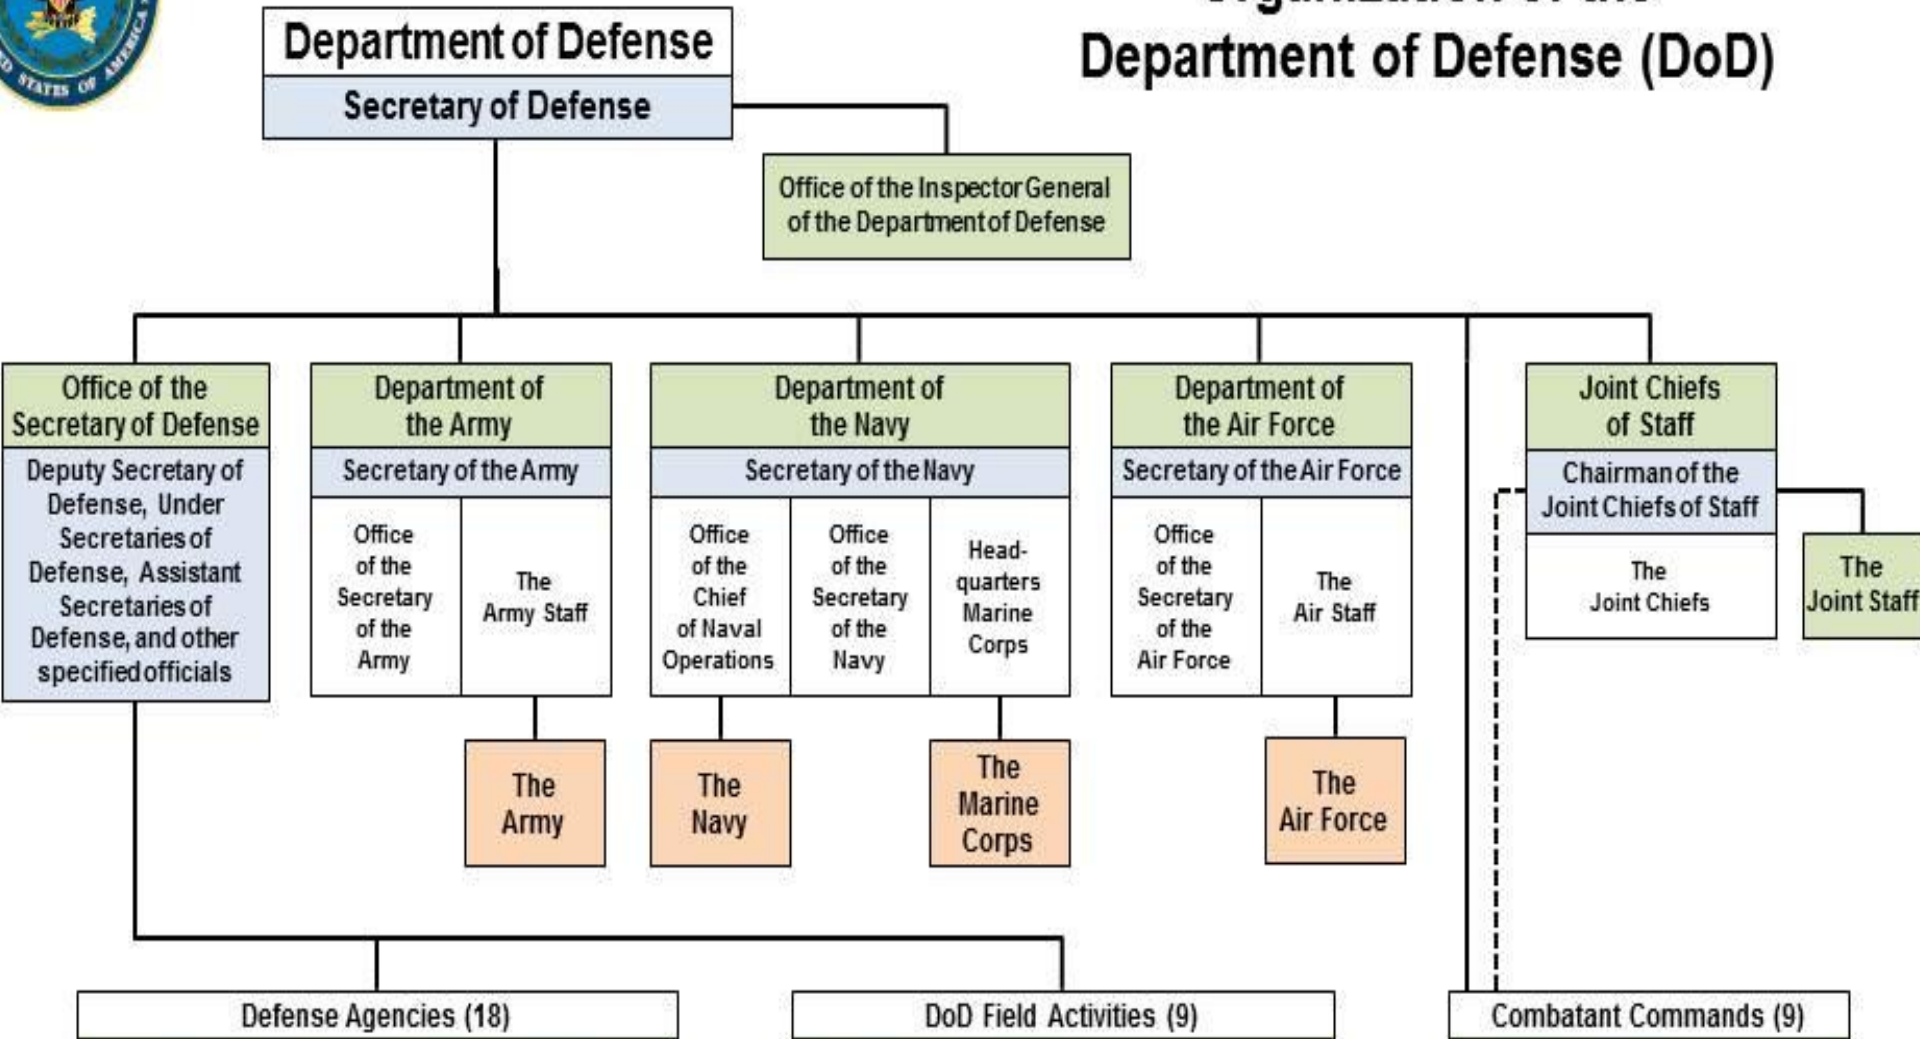 Organization of the
Department of Defense (DoD)
STATES OF AMERICA
Department of Defense
Secretary of Defense
Office of the Inspector General
of the Department of Defense
Office of the
Secretary of Defense
Deputy Secretary of
Defense, Under
Secretaries of
Defense, Assistant
Secretaries of
Defense, and other
specified officials
Department of
the Army
Secretary of the Army
Office
of the
Secretary
of the
Army
The
Army Staff
Department of
the Navy
Secretary of the Navy
Office
of the
Chief
of Naval
Operations
Office
of the
Secretary
of the
Navy
Head-
quarters
Marine
Corps
Department of
the Air Force
Secretary of the Air Force
Office
of the
Secretary
of the
Air Force
The
Air Staff
Joint Chiefs
of Staff
Chairman of the
Joint Chiefs of Staff
The
Joint Chiefs
The
Joint Staff
The
Army
The
Navy
The
Marine
Corps
The
Air Force
Defense Agencies (18)
DoD Field Activities (9)
Combatant Commands (9)